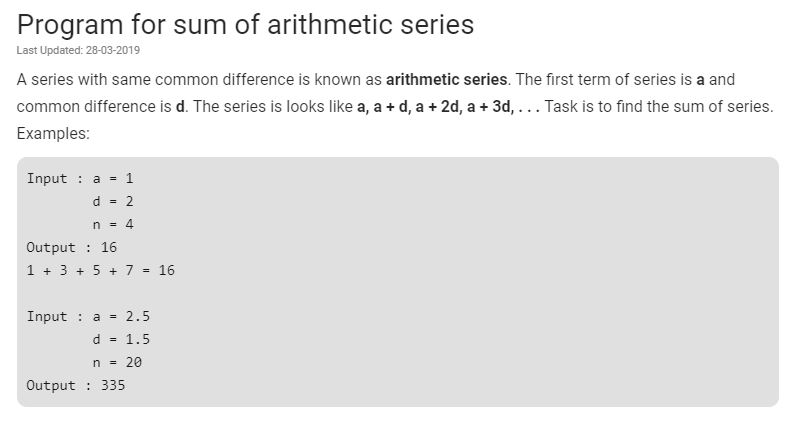 Program for sum of arithmetic series
Last Updated: 28-03-2019
A series with same common difference is known as arithmetic series. The first term of series is a and
common difference is d. The series is looks like a, a + d, a + 2d, a + 3d, . . . Task is to find the sum of series.
Examples:
Input : a = 1
d = 2
n = 4
Output : 16
1 + 3 + 5 + 7 = 16
Input : a = 2.5
d = 1.5
n = 20
Output : 335